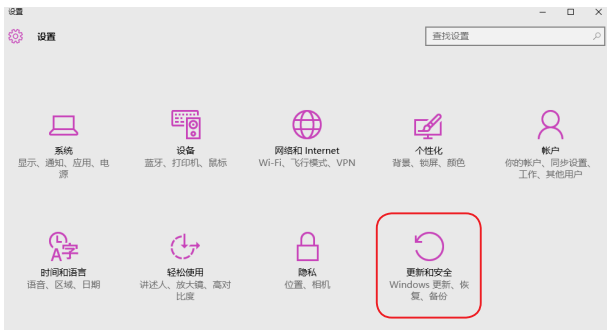 设置
设置
查找设置
系统
显示、通知、应用、电
源
设备
蓝牙、打印机、鼠标
网络和 Internet
Wi-Fi、飞行模式、VPN
个性化
背景、锁屏、颜色
帐户
你的帐户、同步设置、
工作、其他用户
时间和语言
语音、区域、日期
轻松使用
讲述人、放大镜、高对
比度
隐私
位置、相机
更新和安全
Windows 更新、恢
复、备份